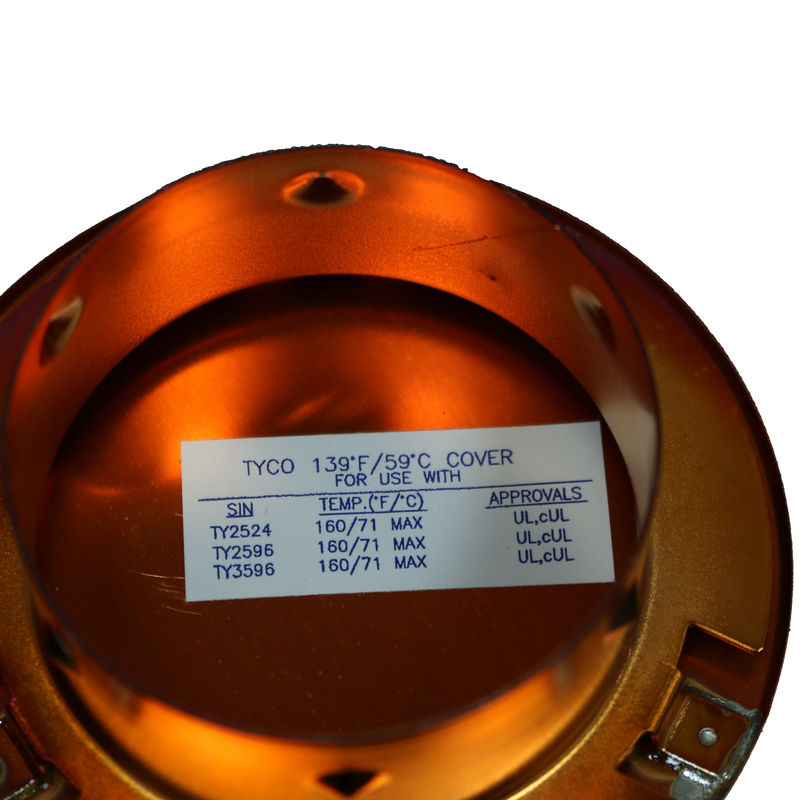 TYCO 139°F/59°C COVER
FOR USE WITH
SIN TEMP.(°F/°C) APPROVALS
TY2524 160/71 MAX UL,cUL
TY2596 160/71 MAX UL,cUL
TY3596 160/71 MAX UL,cUL